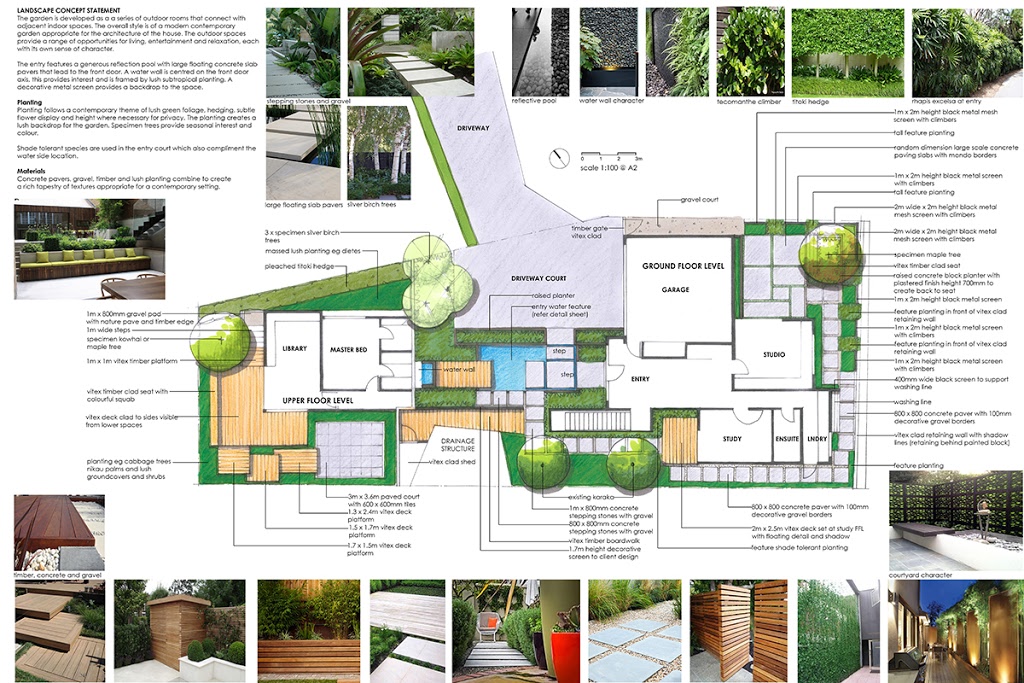 LANDSCAPE CONCEPT STATEMENT
The garden is developed as a a series of outdoor rooms that connect with
adjacent indoor spaces. The overall style is of a modern contemporary
garden appropriate for the architecture of the house. The outdoor spaces
provide a range of opportunities for living, entertainment and relaxation, each
with its own sense of character.
The entry features a generous reflection pool with large floating concrete slab
pavers that lead to the front door. A water wall is centred on the front door
axis, this provides interest and is framed by lush subtropical planting. A
decorative metal screen provides a backdrop to the space.
Planting
Planting follows a contemporary theme of lush green foliage, hedging, subtle
flower display and height where necessary for privacy. The planting creates a
lush backdrop for the garden. Specimen trees provide seasonal interest and
colour.
Shade tolerant species are used in the entry court which also compliment the
water side location.
Materials
Concrete pavers, gravel, timber and lush planting combine to create
a rich tapestry of textures appropriate for a contemporary setting.
stepping stones and gravel
large floating slab pavers
silver birch trees
reflective pool
water wall character
tecomanthe climber
titoki hedge
rhapis excelsa at entry
DRIVEWAY
0 1 2 3m
scale 1:100 @ A2
gravel court
timber gate
vitex clad
3 x specimen silver birch
trees
massed lush planting eg dietes
pleached titoki hedge
DRIVEWAY COURT
raised planter
entry water feature
(refer detail sheet)
GROUND FLOOR LEVEL
GARAGE
1m x 800mm gravel pad
with nature pave and timber edge
1m wide steps
specimen kowhai or
maple tree
1m x 1m vitex timber platform
vitex timber clad seat with
colourful squab
vitex deck clad to sides visible
from lower spaces
planting eg cabbage trees
nikau palms and lush
groundcovers and shrubs
LIBRARY
MASTER BED
UPPER FLOOR LEVEL
water wall
step
step
ENTRY
STUDIO
STUDY
ENSUITE
LNDRY
DRAINAGE
STRUCTURE
vitex clad shed
3m x 3.6m paved court
with 600 x 600mm tiles
1.3 x 2.4m vitex deck
platform
1.5 x 1.7m vitex deck
platform
1.7 x 1.5m vitex deck
platform
existing karaka
1m x 800mm concrete
stepping stones with gravel
800 x 800mm concrete
stepping stones with gravel
vitex timber boardwalk
1.7m height decorative
screen to client design
800 x 800 concrete paver with 100mm
decorative gravel borders
2m x 2.5m vitex deck set at study FFL
with floating detail and shadow
feature shade tolerant planting
1m x 2m height black metal mesh
screen with climbers
tall feature planting
random dimension large scale concrete
paving slabs with mondo borders
1m x 2m height black metal screen
with climbers
tall feature planting
2m wide x 2m height black metal
mesh screen with climbers
2m wide x 2m height black metal
mesh screen with climbers
specimen maple tree
vitex timber clad seat
raised concrete block planter with
plastered finish height 700mm to
create back to seat
1m x 2m height black metal screen
feature planting in front of vitex clad
retaining wall
1m x 2m height black metal screen
with climbers
feature planting in front of vitex clad
retaining wall
1m x 2m height black metal screen
with climbers
400mm wide black screen to support
washing line
washing line
800 x 800 concrete paver with 100mm
decorative gravel borders
vitex clad retaining wall with shadow
lines (retaining behind painted black)
feature planting
timber, concrete and gravel
courtyard character